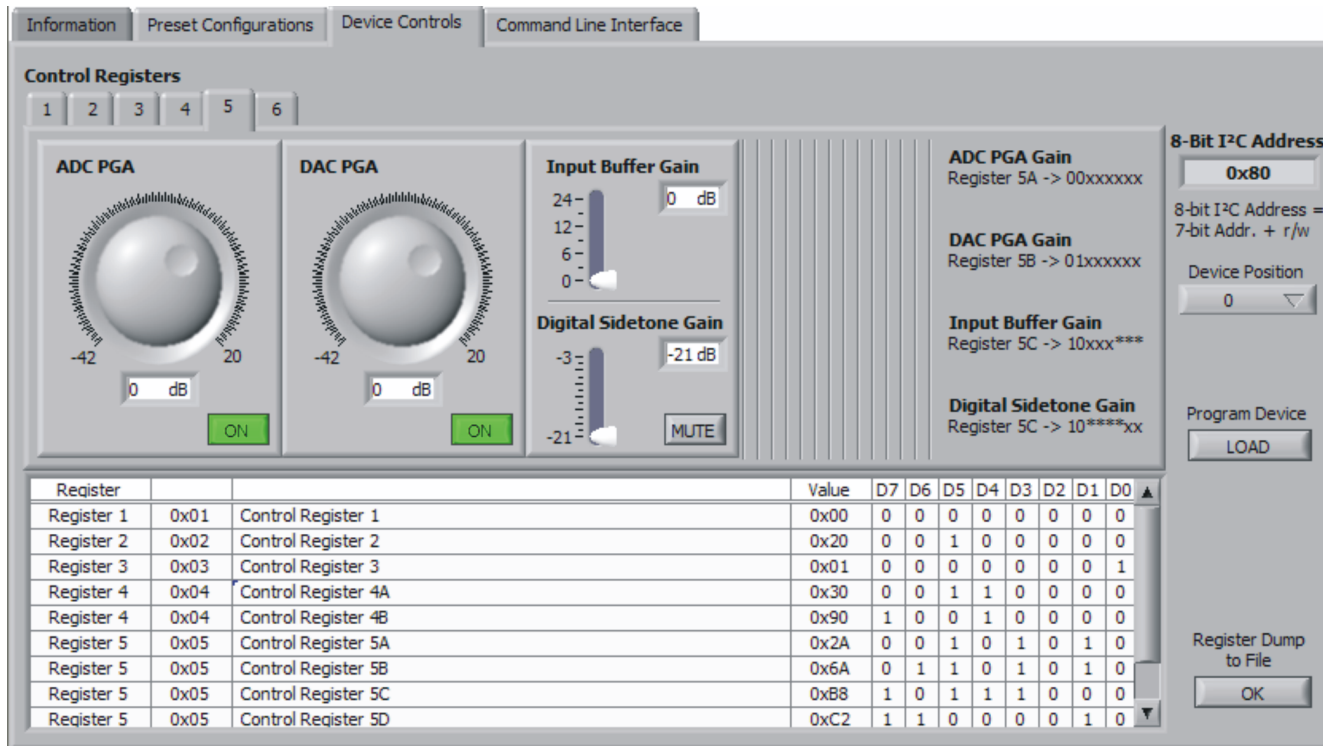 Information Preset Configurations Device Controls Command Line Interface
Control Registers
1 2 3 4 5 6
ADC PGA
-42 20
0 dB
ON
DAC PGA
-42 20
0 dB
ON
Input Buffer Gain
24
12
6
0
0 dB
Digital Sidetone Gain
-3
-21
-21 dB
MUTE
ADC PGA Gain
Register 5A -> 00xxxxxx
DAC PGA Gain
Register 5B -> 01xxxxxx
Input Buffer Gain
Register 5C -> 10xxx***
Digital Sidetone Gain
Register 5C -> 10****xx
8-Bit I²C Address
0x80
8-bit I²C Address =
7-bit Addr. + r/w
Device Position
0
Program Device
LOAD
Register Dump
to File
OK
Register Value D7 D6 D5 D4 D3 D2 D1 D0
Register 1 0x01 Control Register 1 0x00 0 0 0 0 0 0 0 0
Register 2 0x02 Control Register 2 0x20 0 0 1 0 0 0 0 0
Register 3 0x03 Control Register 3 0x01 0 0 0 0 0 0 0 1
Register 4 0x04 Control Register 4A 0x30 0 0 1 1 0 0 0 0
Register 4 0x04 Control Register 4B 0x90 1 0 0 1 0 0 0 0
Register 5 0x05 Control Register 5A 0x2A 0 0 1 0 1 0 1 0
Register 5 0x05 Control Register 5B 0x6A 0 1 1 0 1 0 1 0
Register 5 0x05 Control Register 5C 0xB8 1 0 1 1 1 0 0 0
Register 5 0x05 Control Register 5D 0xC2 1 1 0 0 0 0 1 0